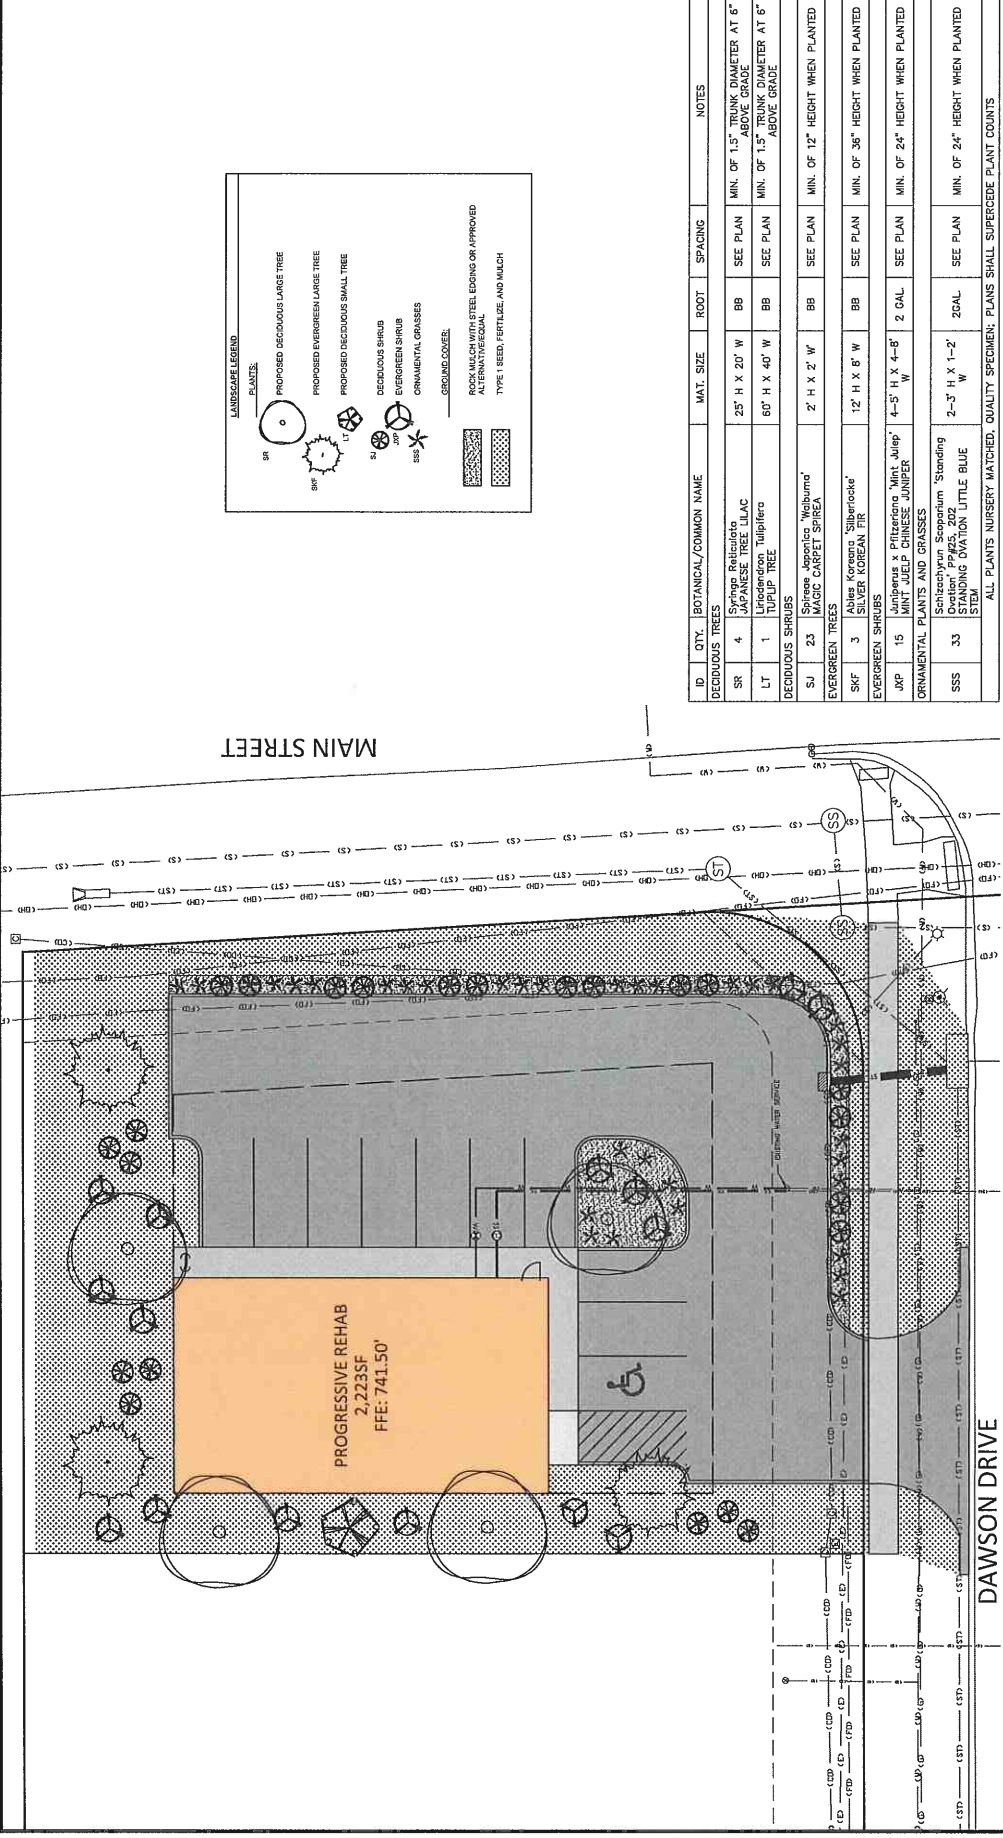 LANDSCAPE LEGEND
PLANTS:
SR
PROPOSED DECIDUOUS LARGE TREE
SKF
PROPOSED EVERGREEN LARGE TREE
LT
PROPOSED DECIDUOUS SMALL TREE
SJ
DECIDUOUS SHRUB
JXP
EVERGREEN SHRUB
SSS
ORNAMENTAL GRASSES
GROUND COVER:
ROCK MULCH WITH STEEL EDGING OR APPROVED
ALTERNATIVE/EQUAL
TYPE 1 SEED, FERTILIZE, AND MULCH
MAIN STREET
PROGRESSIVE REHAB
2,223SF
FFE: 741.50'
EXISTING WATER SERVICE
ST
SS
SS
DAWSON DRIVE
ID QTY. BOTANICAL/COMMON NAME MAT. SIZE ROOT SPACING NOTES
DECIDUOUS TREES
SR 4 Syringa Reticulata JAPANESE TREE LILAC 25' H X 20' W BB SEE PLAN MIN. OF 1.5" TRUNK DIAMETER AT 6" ABOVE GRADE
LT 1 Liriodendron Tulipifera TUPLIP TREE 60' H X 40' W BB SEE PLAN MIN. OF 1.5" TRUNK DIAMETER AT 6" ABOVE GRADE
DECIDUOUS SHRUBS
SJ 23 Spireae Japonica 'Walbuma' MAGIC CARPET SPIREA 2' H X 2' W' BB SEE PLAN MIN. OF 12" HEIGHT WHEN PLANTED
EVERGREEN TREES
SKF 3 Abies Koreana 'Silberlocke' SILVER KOREAN FIR 12' H X 8' W BB SEE PLAN MIN. OF 36" HEIGHT WHEN PLANTED
EVERGREEN SHRUBS
JXP 15 Juniperus x Pfitzeriana 'Mint Julep' MINT JUELP CHINESE JUNIPER 4-5' H X 4-8' W 2 GAL. SEE PLAN MIN. OF 24" HEIGHT WHEN PLANTED
ORNAMENTAL PLANTS AND GRASSES
SSS 33 Schizachyrun Scoparium 'Standing Ovation' PP#25, 202 STANDING OVATION LITTLE BLUE STEM 2-3' H X 1-2' W 2GAL. SEE PLAN MIN. OF 24" HEIGHT WHEN PLANTED
ALL PLANTS NURSERY MATCHED, QUALITY SPECIMEN; PLANS SHALL SUPERCEDE PLANT COUNTS